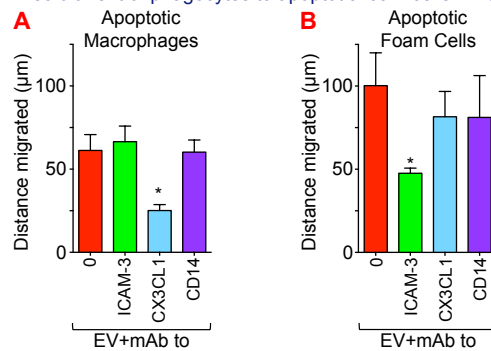 A
Apoptotic
Macrophages
Distance migrated (µm)
100
50
0
*
0
ICAM-3
CX3CL1
CD14
EV+mAb to
B
Apoptotic
Foam Cells
Distance migrated (µm)
100
50
0
*
0
ICAM-3
CX3CL1
CD14
EV+mAb to